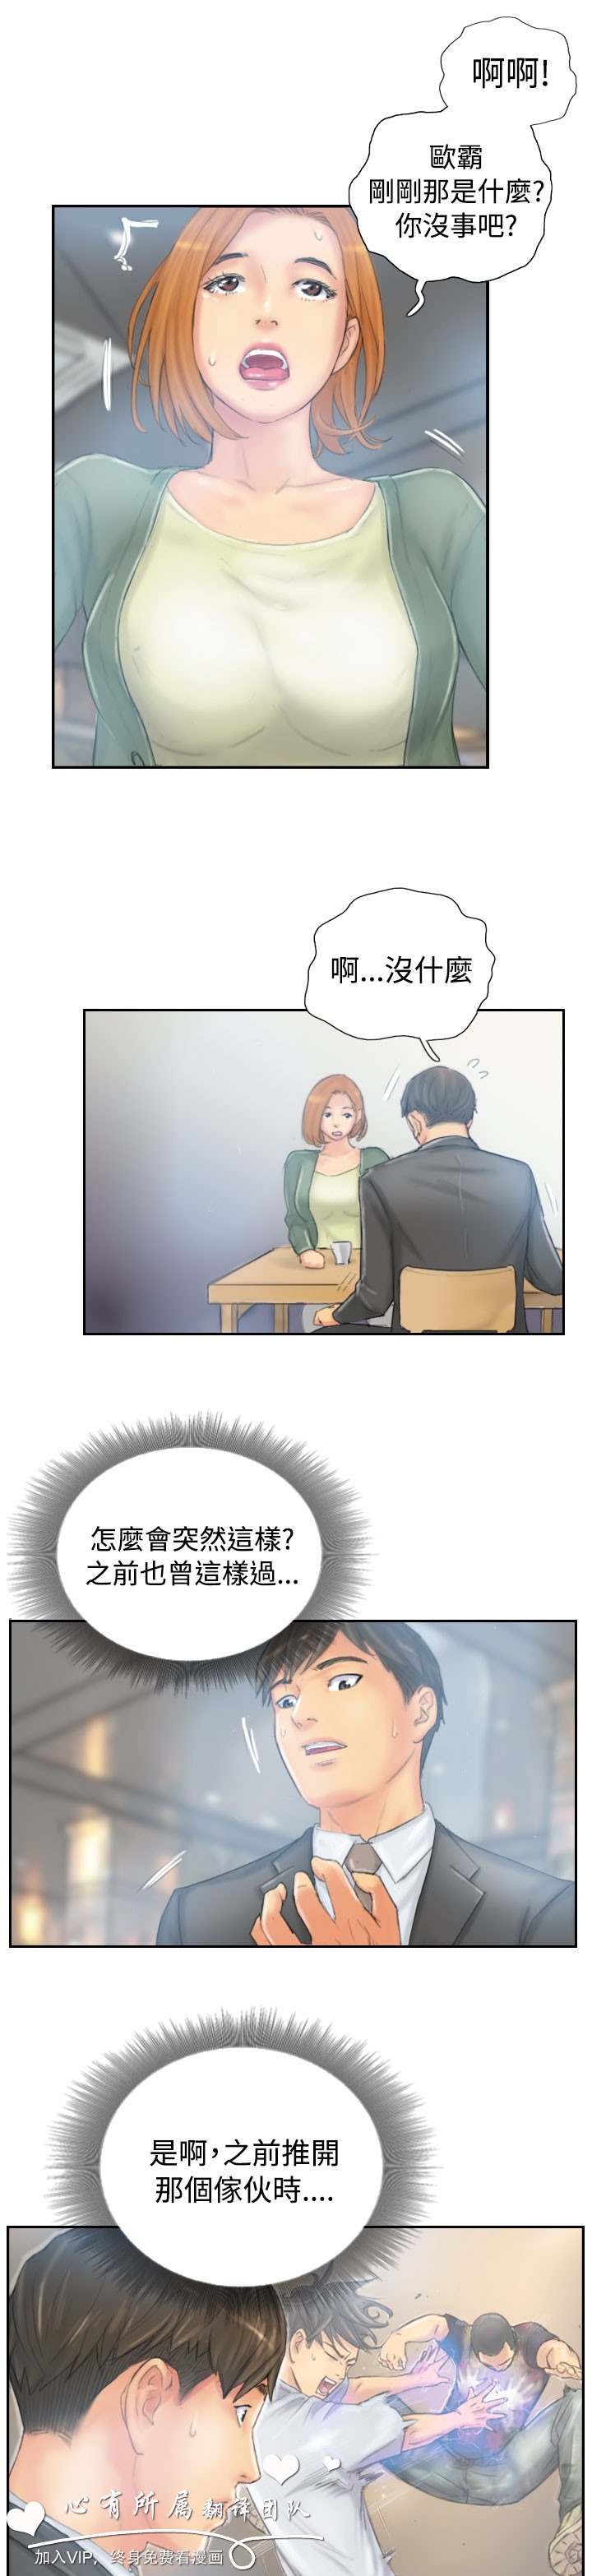 啊啊!
歐霸
剛剛那是什麼?
你沒事吧?
啊...沒什麼
怎麼會突然這樣?
之前也曾這樣過...
是啊,之前推開
那個傢伙時....
心有所属翻译团队
加入VIP，终身免费看漫画